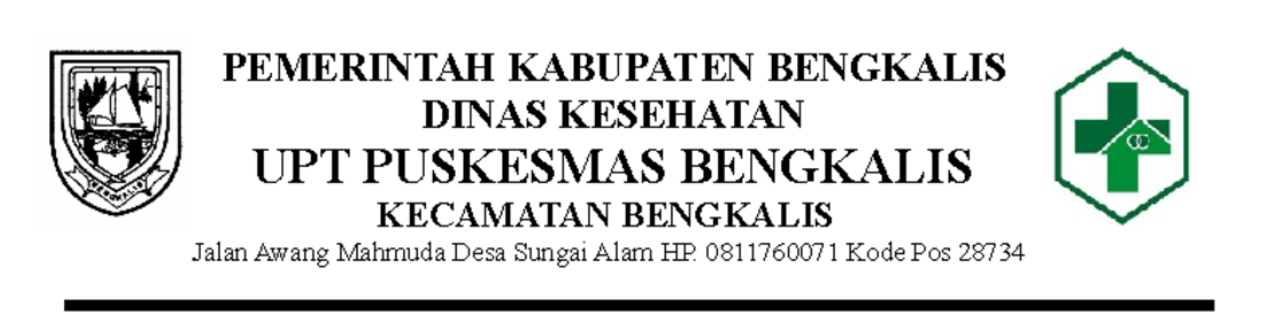 PEMERINTAH KABUPATEN BENGKALIS
DINAS KESEHATAN
UPT PUSKESMAS BENGKALIS
KECAMATAN BENGKALIS
Jalan Awang Mahmuda Desa Sungai Alam HP. 0811760071 Kode Pos 28734
BENGKALIS